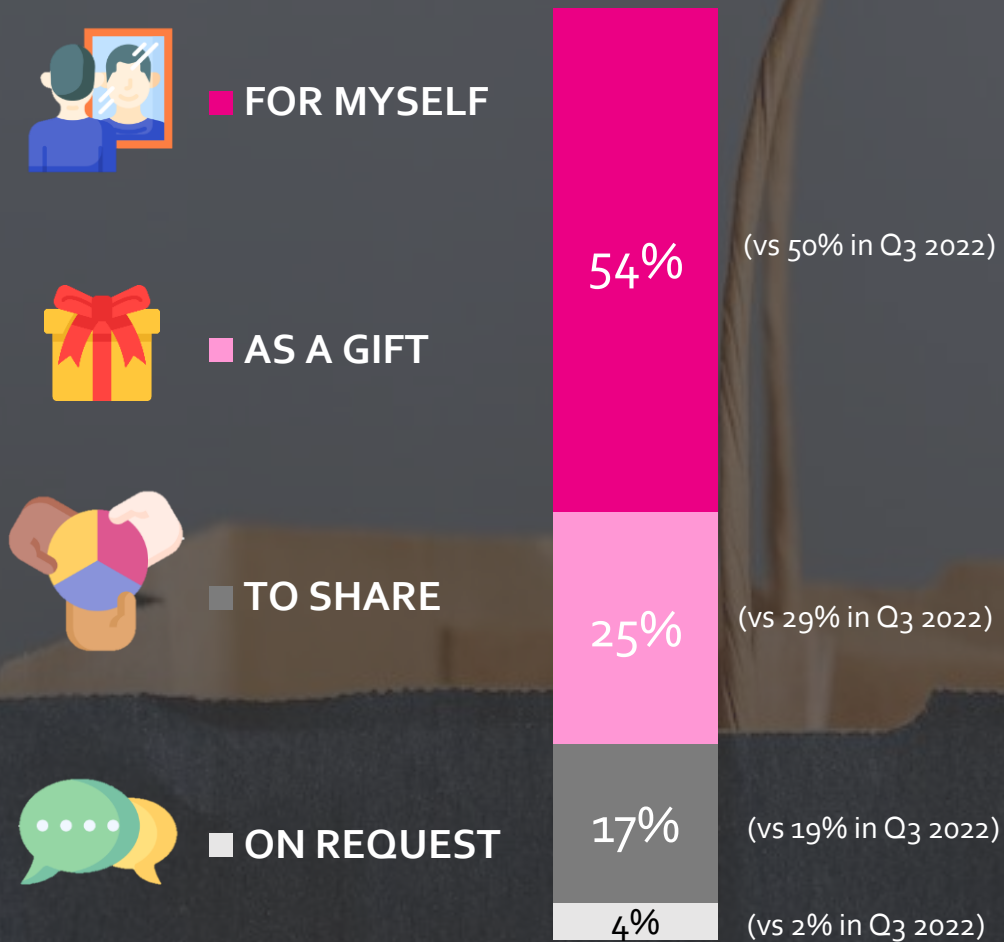 FOR MYSELF
54%
(vs 50% in Q3 2022)
AS A GIFT
TO SHARE
25%
(vs 29% in Q3 2022)
ON REQUEST
17%
(vs 19% in Q3 2022)
4%
(vs 2% in Q3 2022)